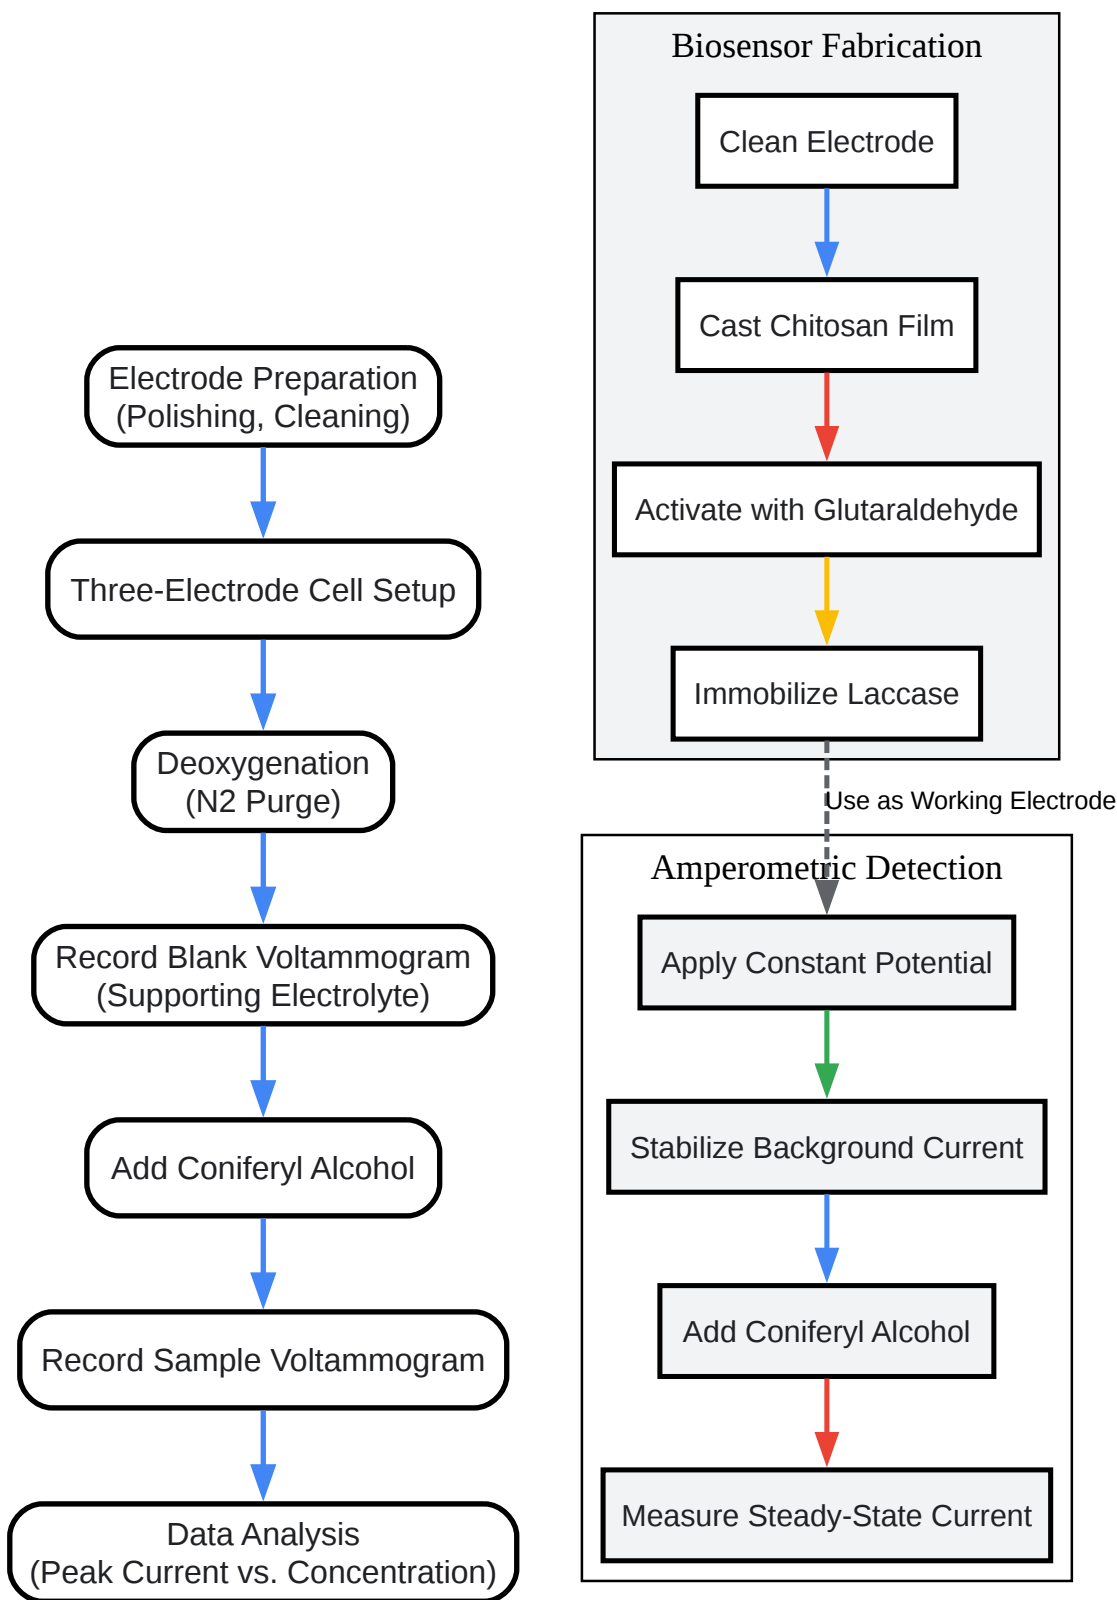 Electrode Preparation
(Polishing, Cleaning)
Three-Electrode Cell Setup
Deoxygenation
(N2 Purge)
Record Blank Voltammogram
(Supporting Electrolyte)
Add Coniferyl Alcohol
Record Sample Voltammogram
Data Analysis
(Peak Current vs. Concentration)
Biosensor Fabrication
Clean Electrode
Cast Chitosan Film
Activate with Glutaraldehyde
Immobilize Laccase
Use as Working Electrode
Amperometric Detection
Apply Constant Potential
Stabilize Background Current
Add Coniferyl Alcohol
Measure Steady-State Current